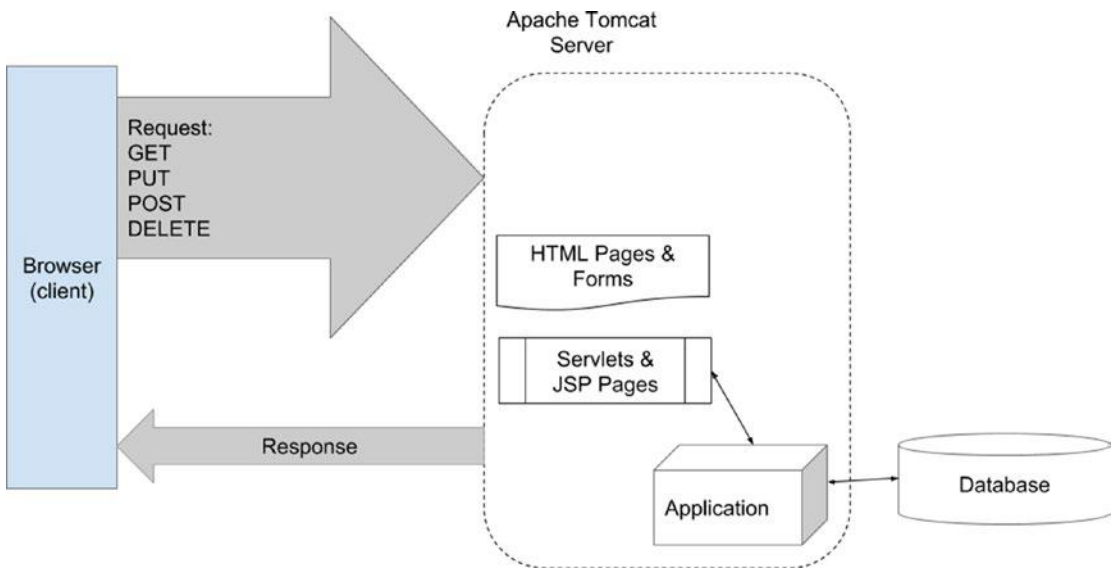 Apache Tomcat
Server
Request:
GET
PUT
POST
DELETE
Browser
(client)
HTML Pages &
Forms
Servlets &
JSP Pages
Response
Application
Database